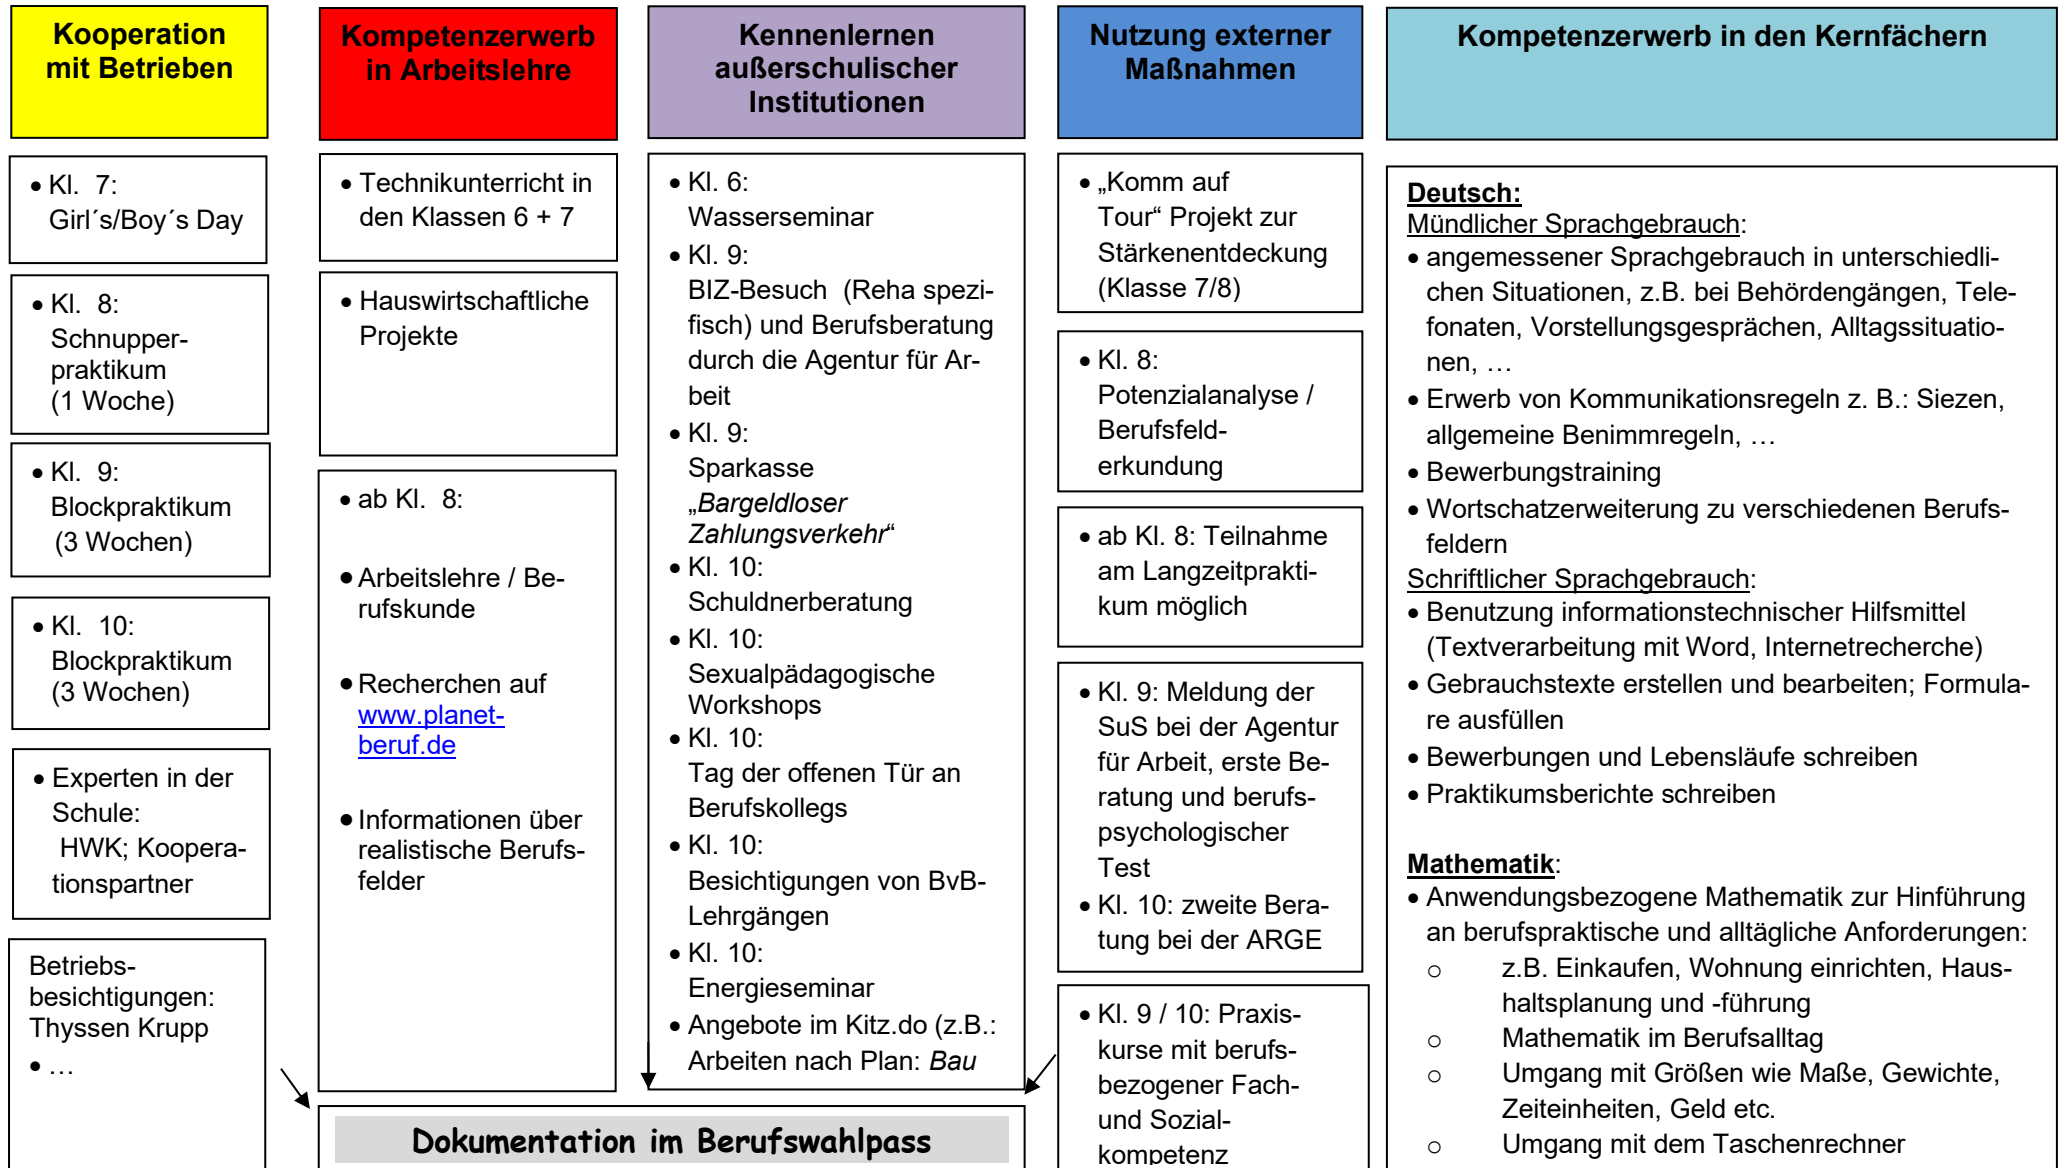 Kooperation
mit Betrieben
• Kl.  7:
Girl´s/Boy´s Day
• Kl.  8:
Schnupper-
praktikum
(1 Woche)
• Kl.  9:
Blockpraktikum
(3 Wochen)
• Kl.  10:
Blockpraktikum
(3 Wochen)
• Experten in der
Schule:
HWK; Koopera-
tionspartner
Betriebs-
besichtigungen:
Thyssen Krupp
• …
Kompetenzerwerb
in Arbeitslehre
• Technikunterricht in
den Klassen 6 + 7
• Hauswirtschaftliche
Projekte
• ab Kl.  8:
• Arbeitslehre / Be-
rufskunde
• Recherchen auf
www.planet-
beruf.de
• Informationen über
realistische Berufs-
felder
Kennenlernen
außerschulischer
Institutionen
• Kl. 6:
Wasserseminar
• Kl. 9:
BIZ-Besuch  (Reha spezi-
fisch) und Berufsberatung
durch die Agentur für Ar-
beit
• Kl. 9:
Sparkasse
„Bargeldloser
Zahlungsverkehr“
• Kl. 10:
Schuldnerberatung
• Kl. 10:
Sexualpädagogische
Workshops
• Kl. 10:
Tag der offenen Tür an
Berufskollegs
• Kl. 10:
Besichtigungen von BvB-
Lehrgängen
• Kl. 10:
Energieseminar
• Angebote im Kitz.do (z.B.:
Arbeiten nach Plan: Bau
Dokumentation im Berufswahlpass
Nutzung externer
Maßnahmen
• „Komm auf
Tour“ Projekt zur
Stärkenentdeckung
(Klasse 7/8)
• Kl. 8:
Potenzialanalyse /
Berufsfeld-
erkundung
• ab Kl. 8: Teilnahme
am Langzeitprakti-
kum möglich
• Kl. 9: Meldung der
SuS bei der Agentur
für Arbeit, erste Be-
ratung und berufs-
psychologischer
Test
• Kl. 10: zweite Bera-
tung bei der ARGE
• Kl. 9 / 10: Praxis-
kurse mit berufs-
bezogener Fach-
und Sozial-
kompetenz
Kompetenzerwerb in den Kernfächern
Deutsch:
Mündlicher Sprachgebrauch:
• angemessener Sprachgebrauch in unterschiedli-
chen Situationen, z.B. bei Behördengängen, Tele-
fonaten, Vorstellungsgesprächen, Alltagssituatio-
nen, …
• Erwerb von Kommunikationsregeln z. B.: Siezen,
allgemeine Benimmregeln, …
• Bewerbungstraining
• Wortschatzerweiterung zu verschiedenen Berufs-
feldern
Schriftlicher Sprachgebrauch:
• Benutzung informationstechnischer Hilfsmittel
(Textverarbeitung mit Word, Internetrecherche)
• Gebrauchstexte erstellen und bearbeiten; Formula-
re ausfüllen
• Bewerbungen und Lebensläufe schreiben
• Praktikumsberichte schreiben
Mathematik:
• Anwendungsbezogene Mathematik zur Hinführung
an berufspraktische und alltägliche Anforderungen:
o z.B. Einkaufen, Wohnung einrichten, Haus-
haltsplanung und -führung
o Mathematik im Berufsalltag
o Umgang mit Größen wie Maße, Gewichte,
Zeiteinheiten, Geld etc.
o Umgang mit dem Taschenrechner